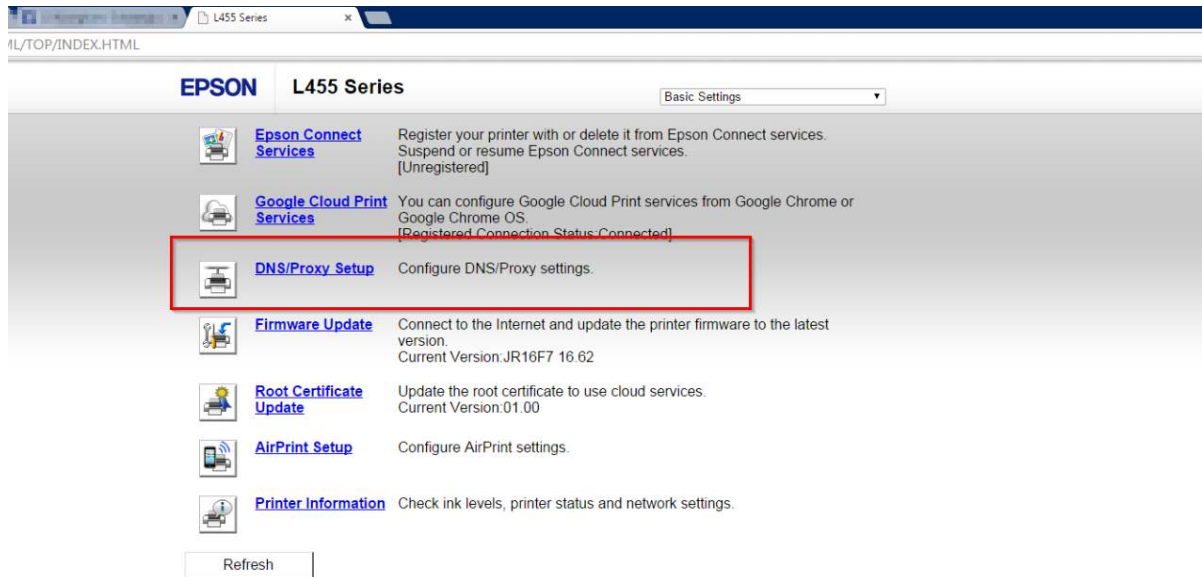 L455 Series
ML/TOP/INDEX.HTML
EPSON
L455 Series
Basic Settings
Epson Connect Services
Register your printer with or delete it from Epson Connect services.
Suspend or resume Epson Connect services.
[Unregistered]
Google Cloud Print Services
You can configure Google Cloud Print services from Google Chrome or
Google Chrome OS.
[Registered Connection Status:Connected]
DNS/Proxy Setup
Configure DNS/Proxy settings.
Firmware Update
Connect to the Internet and update the printer firmware to the latest
version.
Current Version:JR16F7 16.62
Root Certificate Update
Update the root certificate to use cloud services.
Current Version:01.00
AirPrint Setup
Configure AirPrint settings.
Printer Information
Check ink levels, printer status and network settings.
Refresh